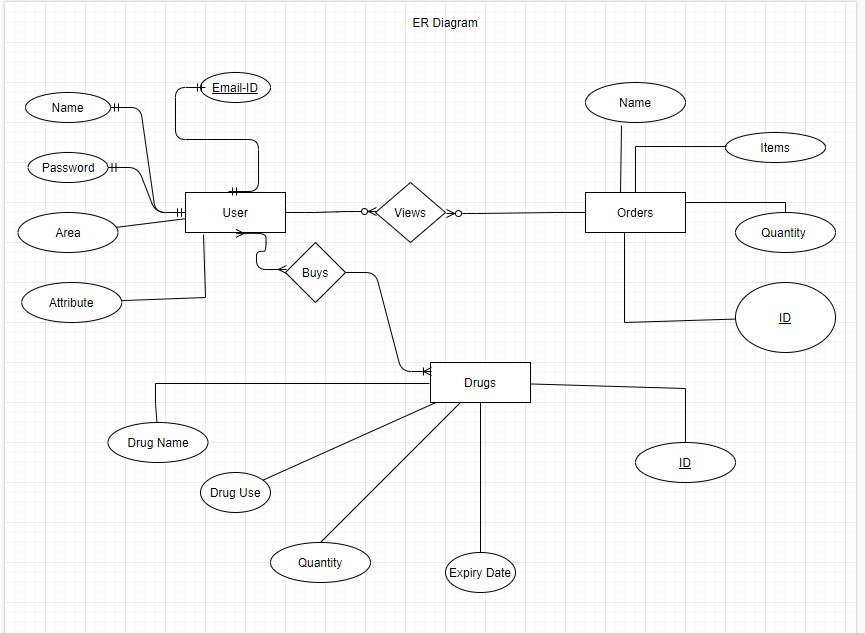 ER Diagram
Email-ID
Name
Name
Items
Password
User
Views
Orders
Area
Quantity
Buys
Attribute
ID
Drugs
Drug Name
ID
Drug Use
Quantity
Expiry Date